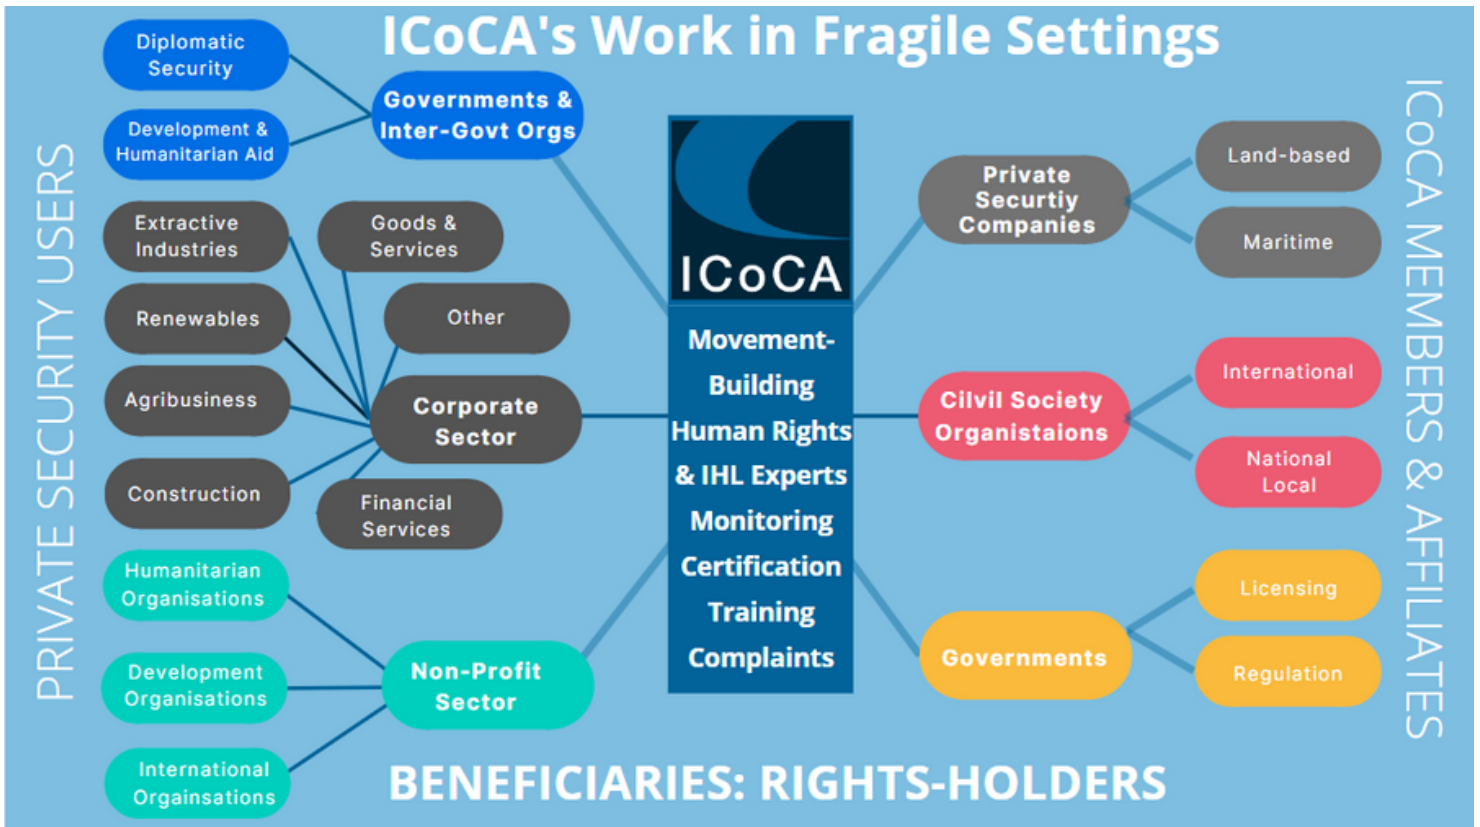 ICoCA's Work in Fragile Settings
PRIVATE SECURITY USERS
Diplomatic
Security
Development &
Humanitarian Aid
Governments &
Inter-Govt Orgs
Extractive
Industries
Goods &
Services
Renewables
Other
Agribusiness
Corporate
Sector
Construction
Financial
Services
Humanitarian
Organisations
Development
Organisations
Non-Profit
Sector
International
Orgainsations
ICoCA
Movement-
Building
Human Rights
& IHL Experts
Monitoring
Certification
Training
Complaints
Private
Securtiy
Companies
Land-based
Maritime
Cilvil Society
Organistaions
International
National
Local
Governments
Licensing
Regulation
ICoCA MEMBERS & AFFILIATES
BENEFICIARIES: RIGHTS-HOLDERS